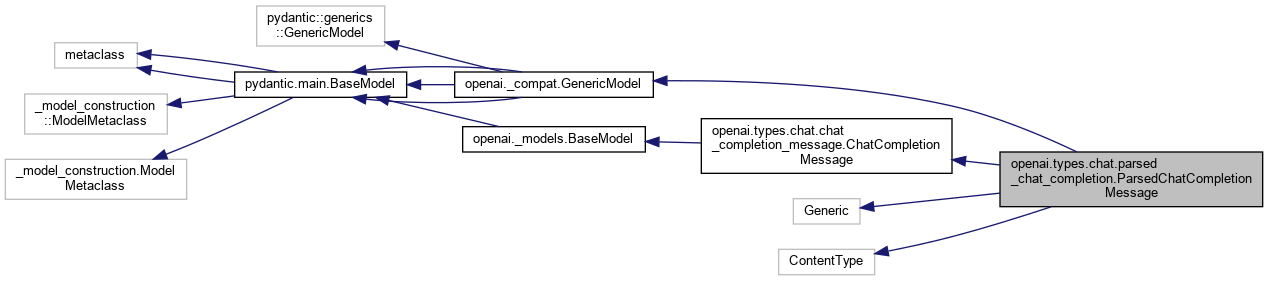 pydantic::generics
::GenericModel
metaclass
pydantic.main.BaseModel
openai._compat.GenericModel
_model_construction
::ModelMetaclass
openai._models.BaseModel
openai.types.chat.chat
_completion_message.ChatCompletion
Message
_model_construction.Model
Metaclass
openai.types.chat.parsed
_chat_completion.ParsedChatCompletion
Message
Generic
ContentType